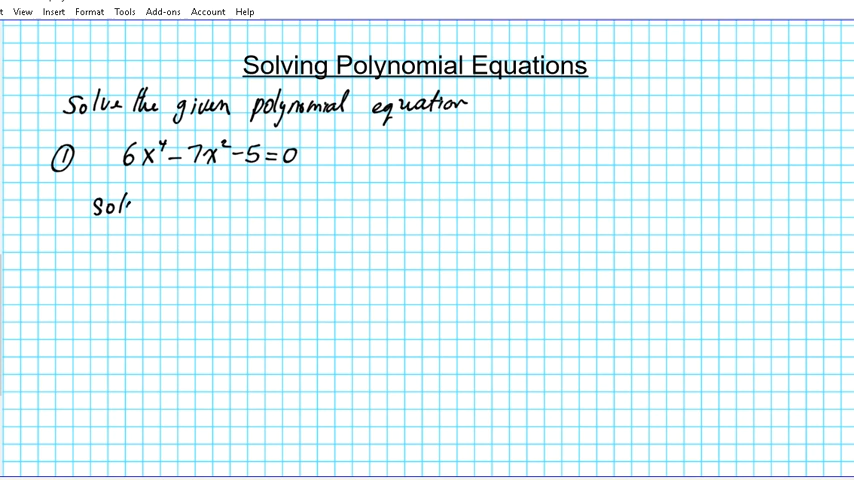 t View Insert Format Tools Add-ons Account Help
Solving Polynomial Equations
Solve the given polynomial equation
① 6x⁴ - 7x² - 5 = 0
Sol: